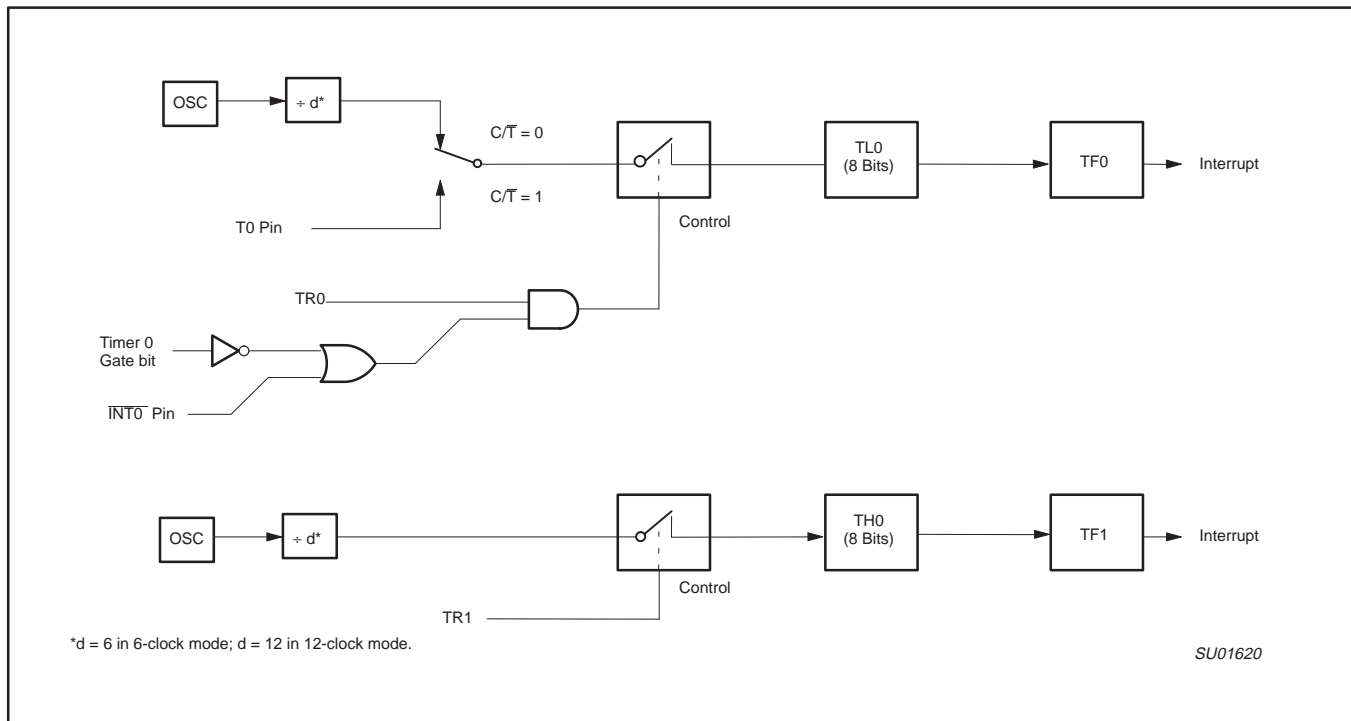 OSC
÷ d*
C/T̅ = 0
C/T̅ = 1
T0 Pin
Control
TL0
(8 Bits)
TF0
Interrupt
TR0
Timer 0
Gate bit
I̅N̅T̅0̅ Pin
OSC
÷ d*
Control
TR1
TH0
(8 Bits)
TF1
Interrupt
*d = 6 in 6-clock mode; d = 12 in 12-clock mode.
SU01620